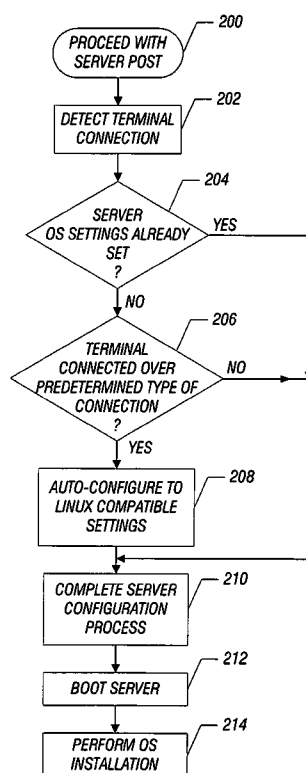 200
PROCEED WITH
SERVER POST
202
DETECT TERMINAL
CONNECTION
204
SERVER
OS SETTINGS ALREADY
SET
?
YES
NO
206
TERMINAL
CONNECTED OVER
PREDETERMINED TYPE OF
CONNECTION
?
NO
YES
208
AUTO-CONFIGURE TO
LINUX COMPATIBLE
SETTINGS
210
COMPLETE SERVER
CONFIGURATION
PROCESS
212
BOOT SERVER
214
PERFORM OS
INSTALLATION